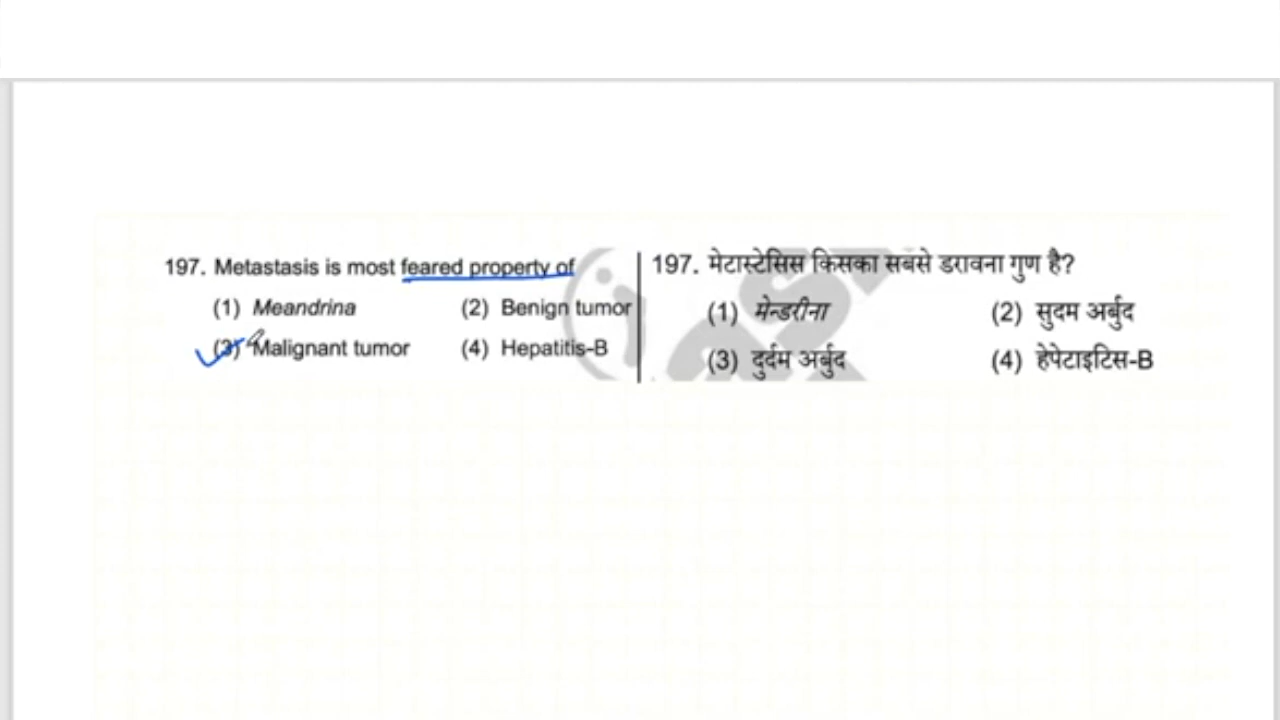 197. Metastasis is most feared property of
(1) Meandrina (2) Benign tumor
(3) Malignant tumor (4) Hepatitis-B
197. मेटास्टेसिस किसका सबसे डरावना गुण है?
(1) मेन्डरीना (2) सुदम अर्बुद
(3) दुर्दम अर्बुद (4) हेपेटाइटिस-B